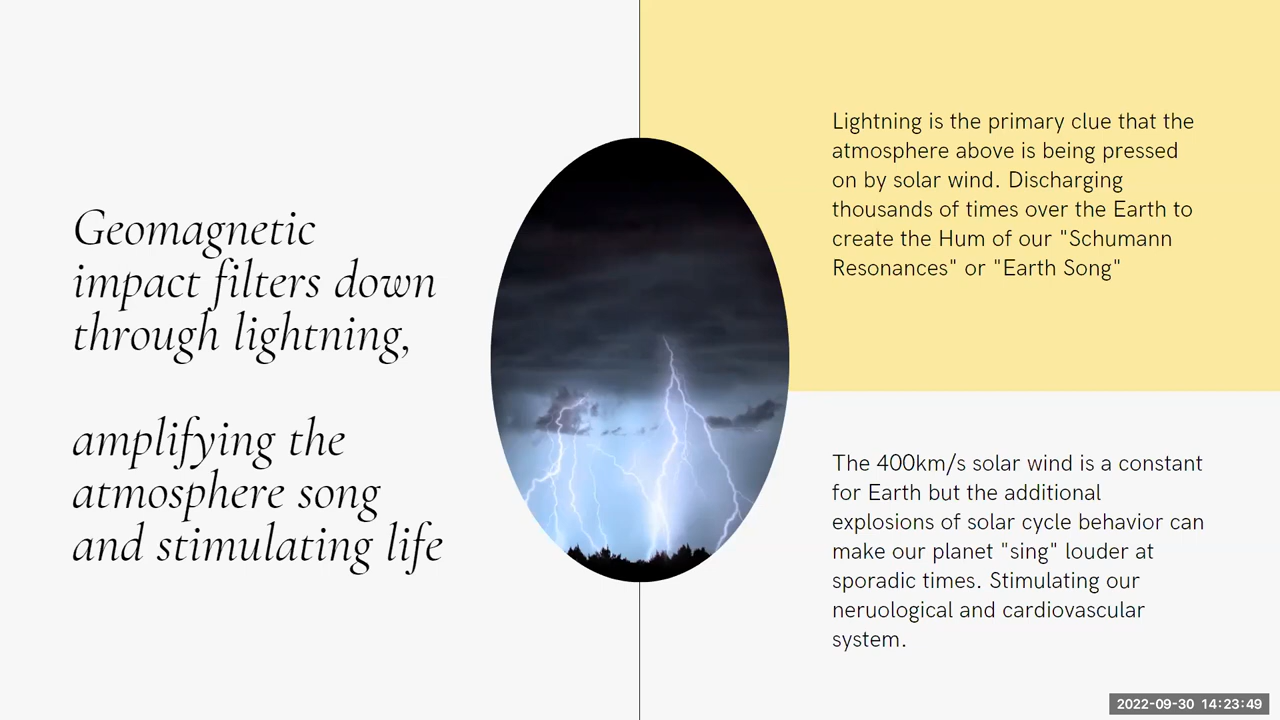 Geomagnetic
impact filters down
through lightning,
amplifying the
atmosphere song
and stimulating life
Lightning is the primary clue that the
atmosphere above is being pressed
on by solar wind. Discharging
thousands of times over the Earth to
create the Hum of our "Schumann
Resonances" or "Earth Song"
The 400km/s solar wind is a constant
for Earth but the additional
explosions of solar cycle behavior can
make our planet "sing" louder at
sporadic times. Stimulating our
neruological and cardiovascular
system.
2022-09-30 14:23:49